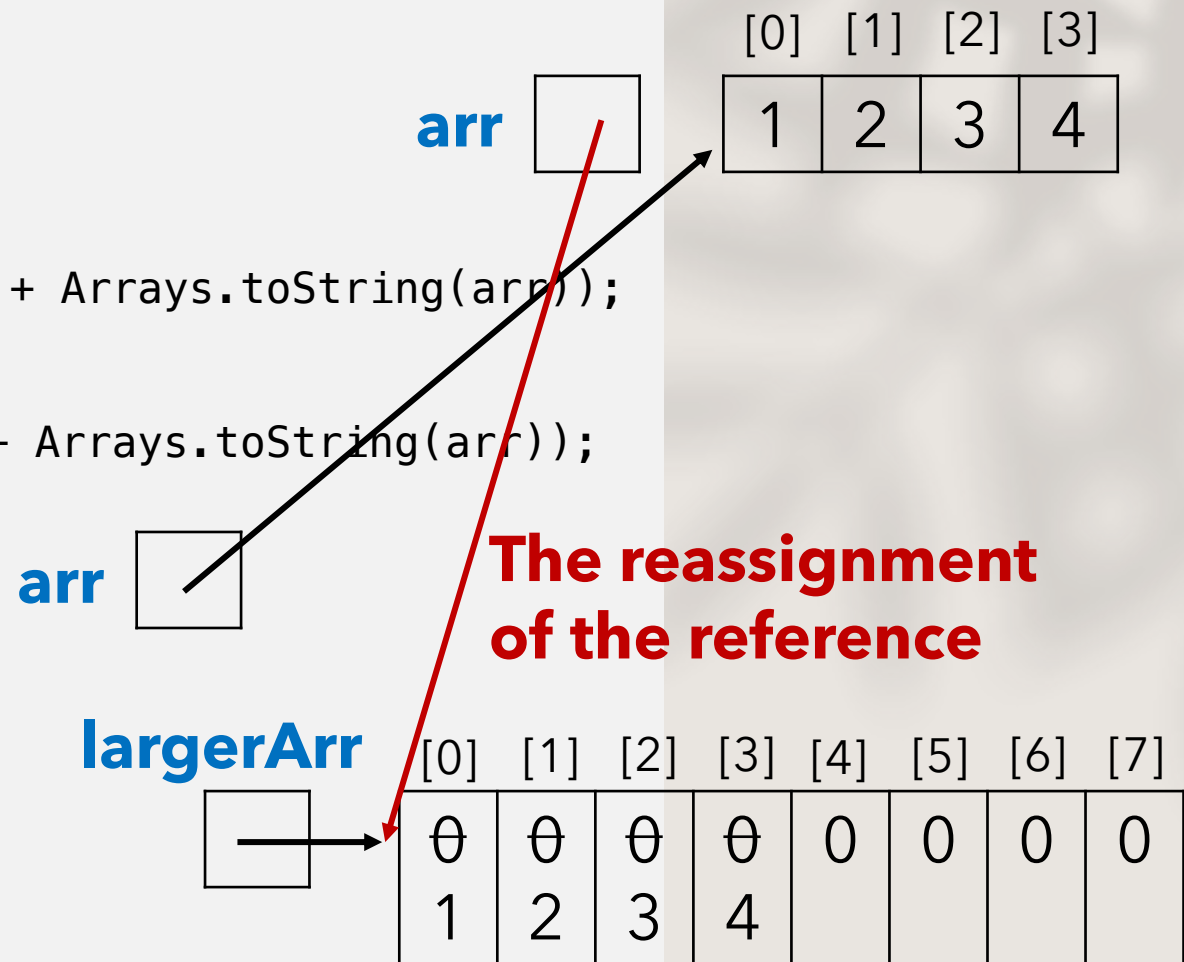 [0] [1] [2] [3]
arr 1 2 3 4
+ Arrays.toString(arr));
Arrays.toString(arr));
arr
The reassignment
of the reference
largerArr
[0] [1] [2] [3] [4] [5] [6] [7]
0 0 0 0 0 0 0 0
1 2 3 4